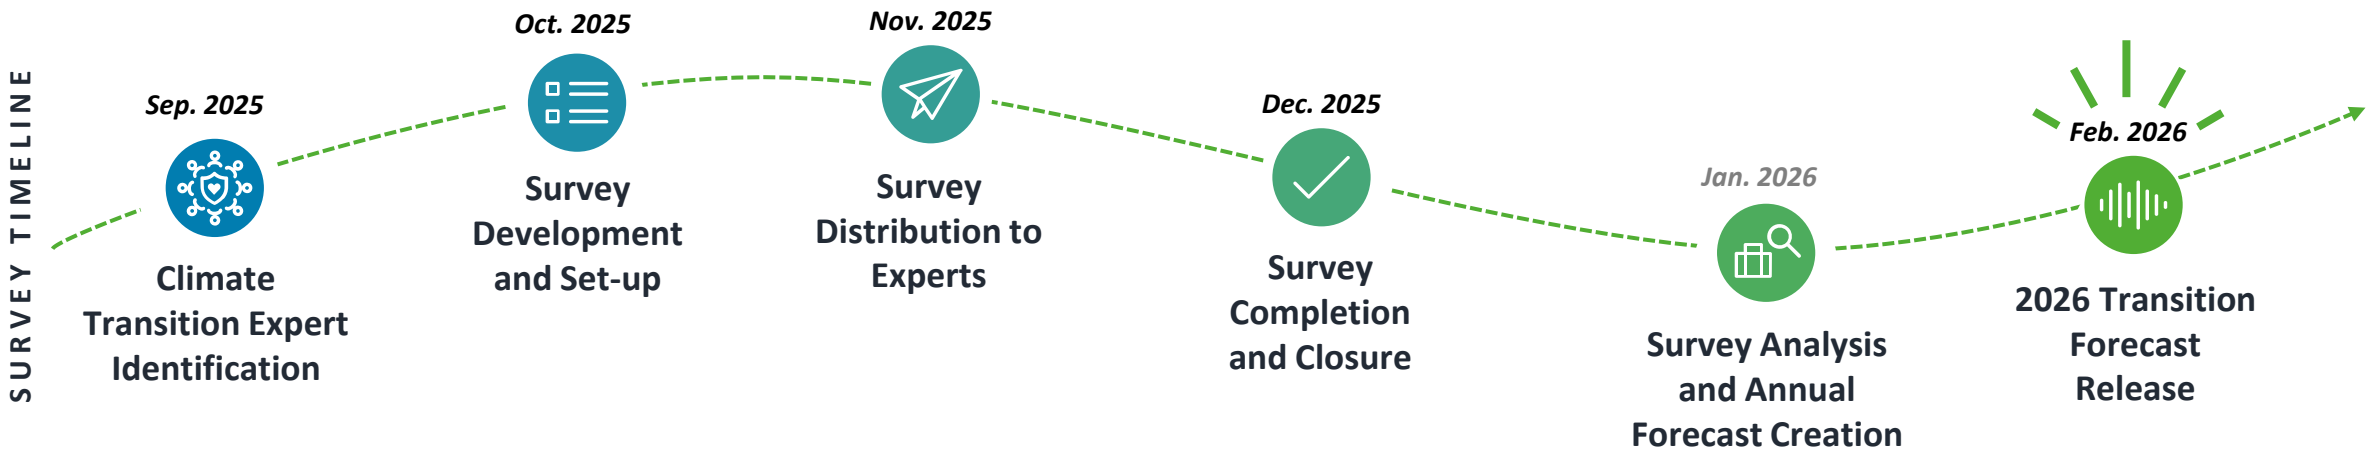 SURVEY TIMELINE
Sep. 2025
Climate
Transition Expert
Identification
Oct. 2025
Survey
Development
and Set-up
Nov. 2025
Survey
Distribution to
Experts
Dec. 2025
Survey
Completion
and Closure
Jan. 2026
Survey Analysis
and Annual
Forecast Creation
Feb. 2026
2026 Transition
Forecast
Release